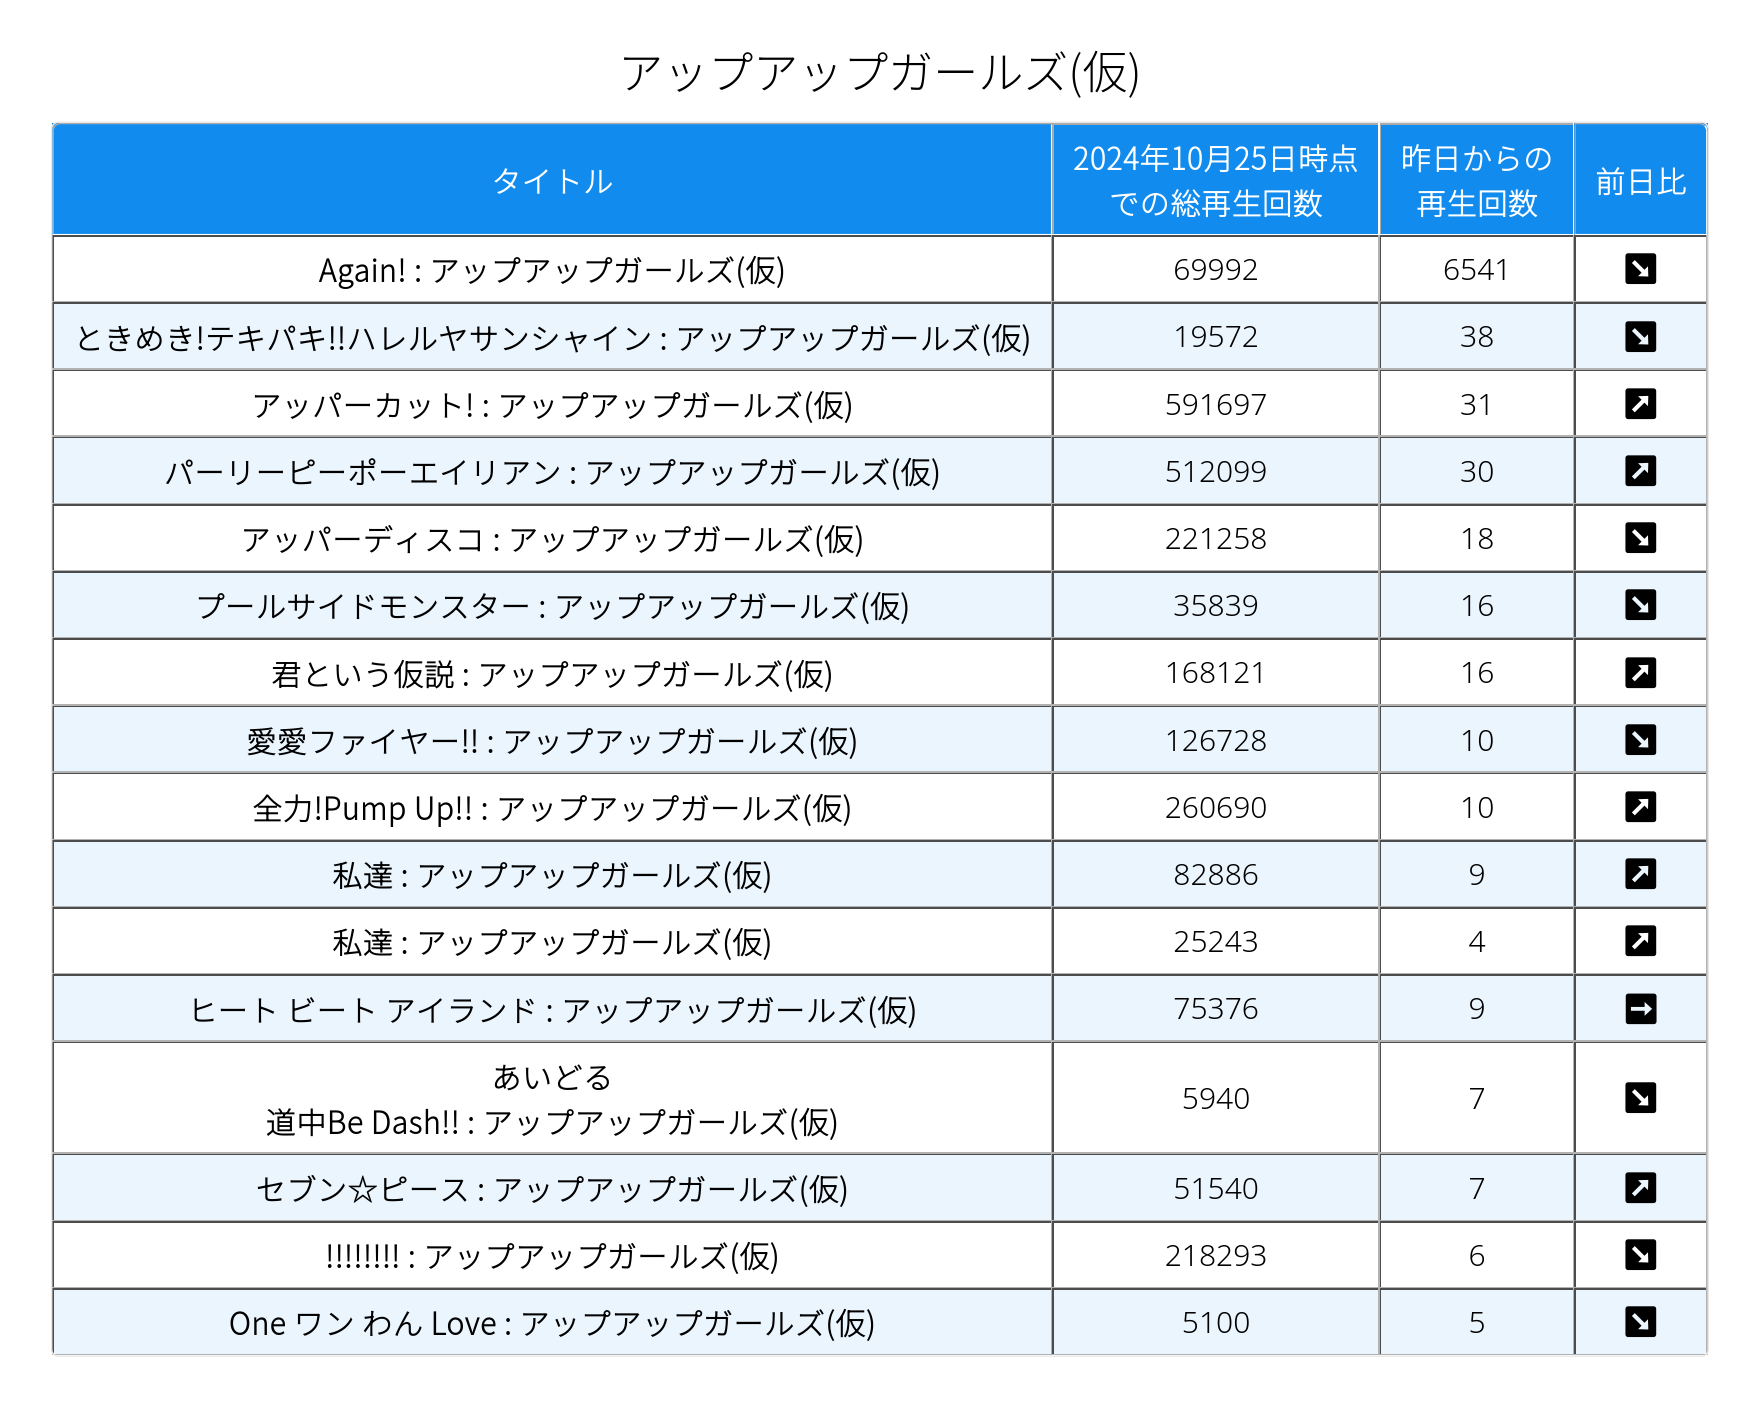 アップアップガールズ(仮)
タイトル 2024年10月25日時点での総再生回数 昨日からの再生回数 前日比
Again! : アップアップガールズ(仮) 69992 6541 ↘
ときめき!テキパキ!!ハレルヤサンシャイン : アップアップガールズ(仮) 19572 38 ↘
アッパーカット! : アップアップガールズ(仮) 591697 31 ↗
パーリーピーポーエイリアン : アップアップガールズ(仮) 512099 30 ↗
アッパーディスコ : アップアップガールズ(仮) 221258 18 ↘
プールサイドモンスター : アップアップガールズ(仮) 35839 16 ↘
君という仮説 : アップアップガールズ(仮) 168121 16 ↗
愛愛ファイヤー!! : アップアップガールズ(仮) 126728 10 ↘
全力!Pump Up!! : アップアップガールズ(仮) 260690 10 ↗
私達 : アップアップガールズ(仮) 82886 9 ↗
私達 : アップアップガールズ(仮) 25243 4 ↗
ヒート ビート アイランド : アップアップガールズ(仮) 75376 9 →
あいどる
道中Be Dash!! : アップアップガールズ(仮) 5940 7 ↘
セブン☆ピース : アップアップガールズ(仮) 51540 7 ↗
!!!!!!!! : アップアップガールズ(仮) 218293 6 ↘
One ワン わん Love : アップアップガールズ(仮) 5100 5 ↘